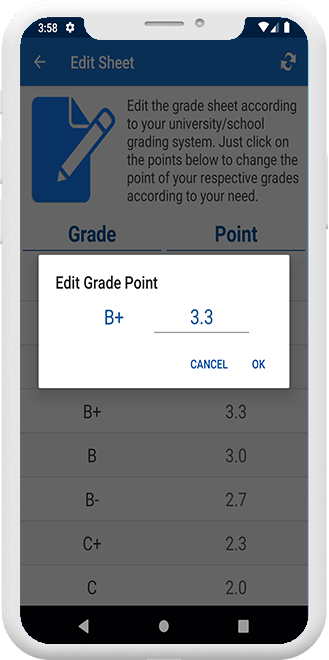 3:58
Edit Sheet
Edit the grade sheet according
to your university/school
grading system. Just click on
the points below to change the
point of your respective grades
according to your need.
Grade Point
Edit Grade Point
B+ 3.3
CANCEL OK
B+ 3.3
B 3.0
B- 2.7
C+ 2.3
C 2.0